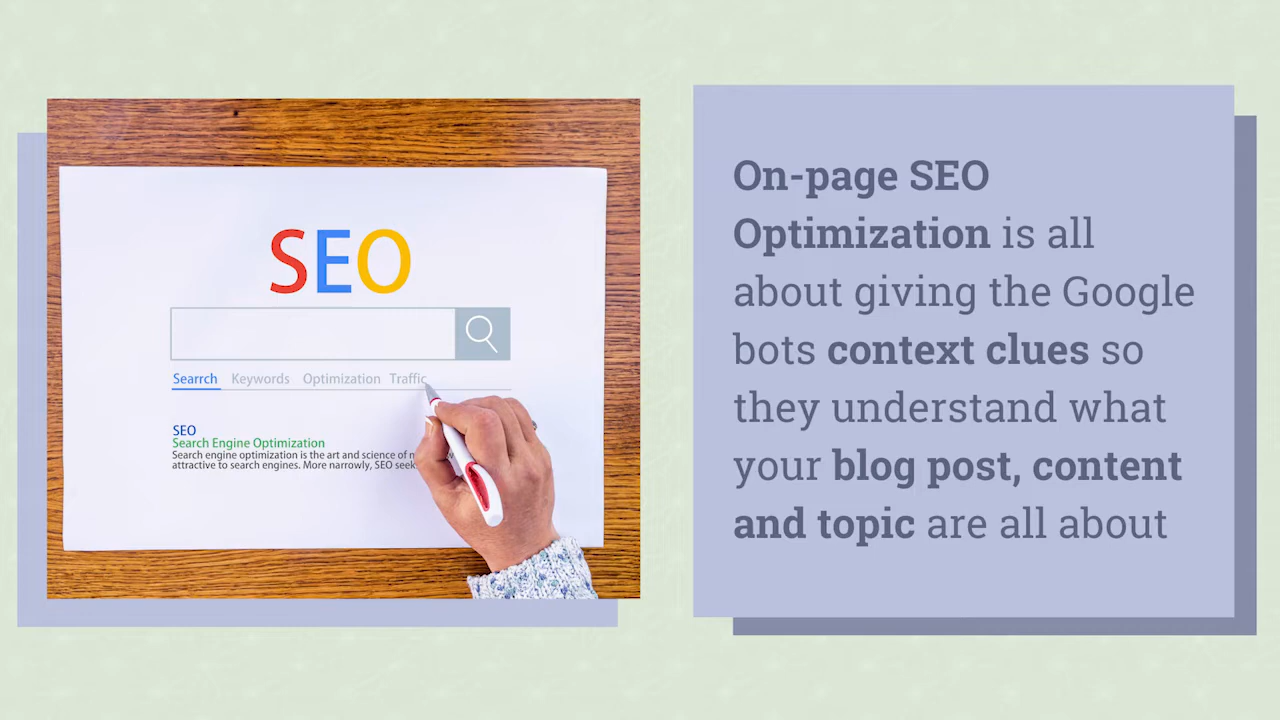 SEO
Searrch Keywords Optimization Traffic
SEO
Search Engine Optimization
Search engine optimization is the art and science of
attractive to search engines. More narrowly, SEO seek
On-page SEO
Optimization is all
about giving the Google
bots context clues so
they understand what
your blog post, content
and topic are all about